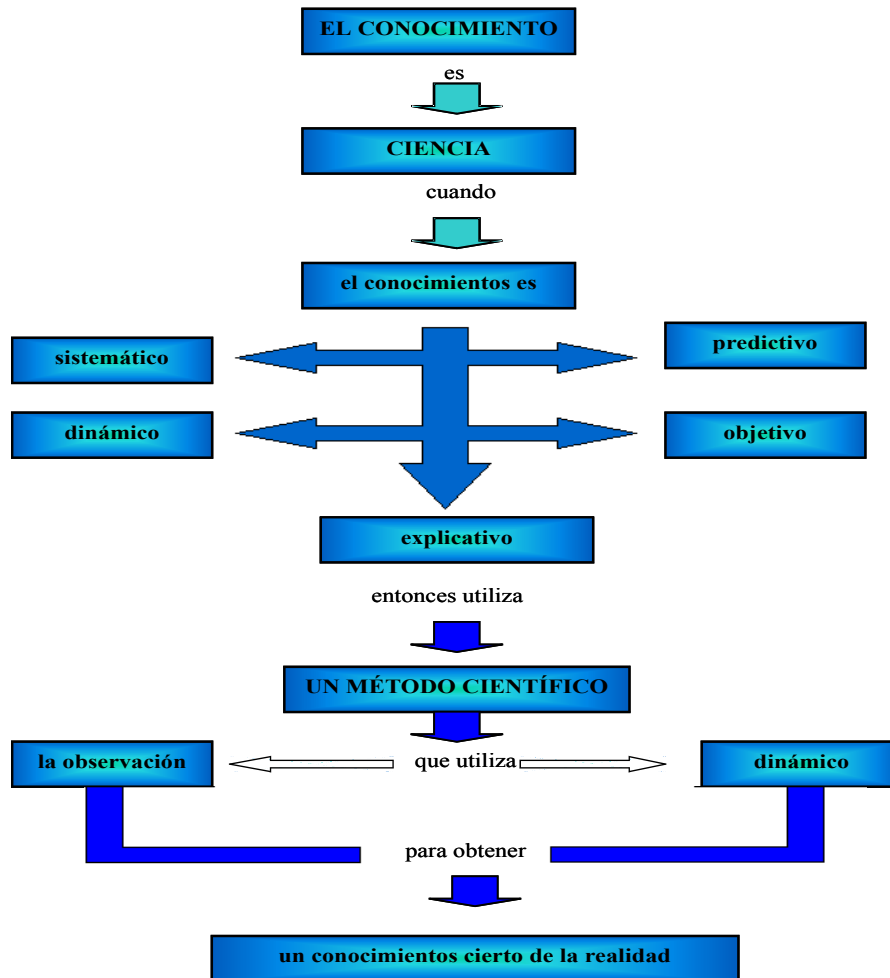 EL CONOCIMIENTO
es
CIENCIA
cuando
el conocimientos es
sistemático
predictivo
dinámico
objetivo
explicativo
entonces utiliza
UN MÉTODO CIENTÍFICO
la observación
que utiliza
dinámico
para obtener
un conocimientos cierto de la realidad